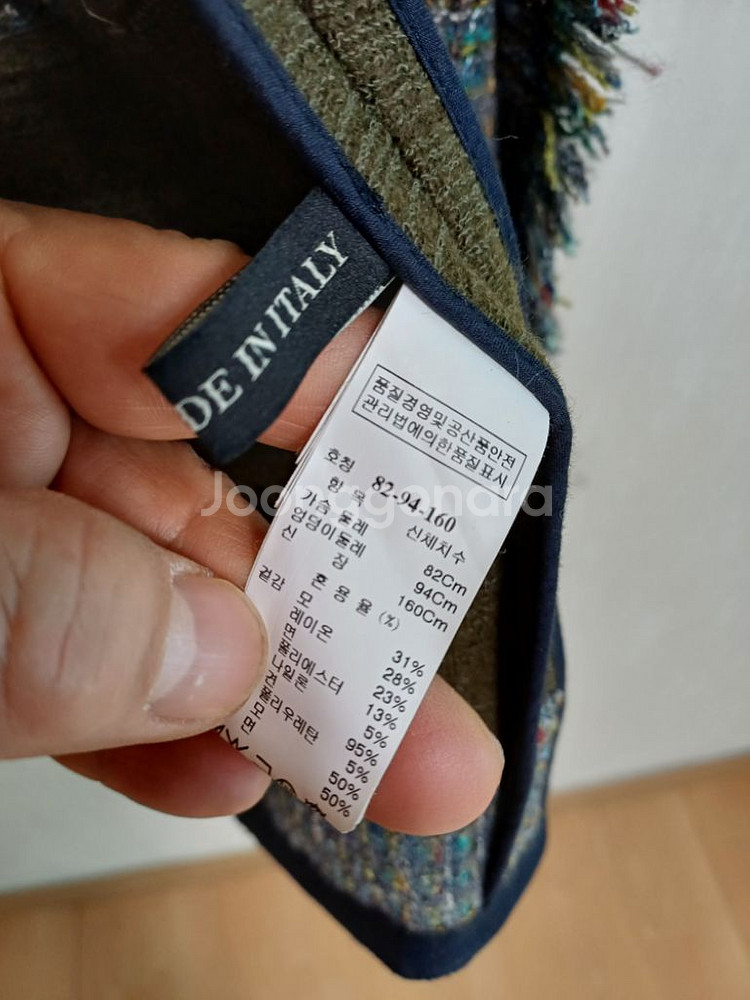 DE IN ITALY
품질경영및공산품안전
관리법에의한품질표시
호칭 82-94-160
항 목 신체치수
가슴둘레 82Cm
엉덩이둘레 94Cm
신 장 160Cm
겉감 혼 용 율 (%)
모 31%
레이온 28%
면 23%
폴리에스터 13%
나일론 5%
95%
폴리우레탄 5%
모 50%
면 50%
Joonggonara